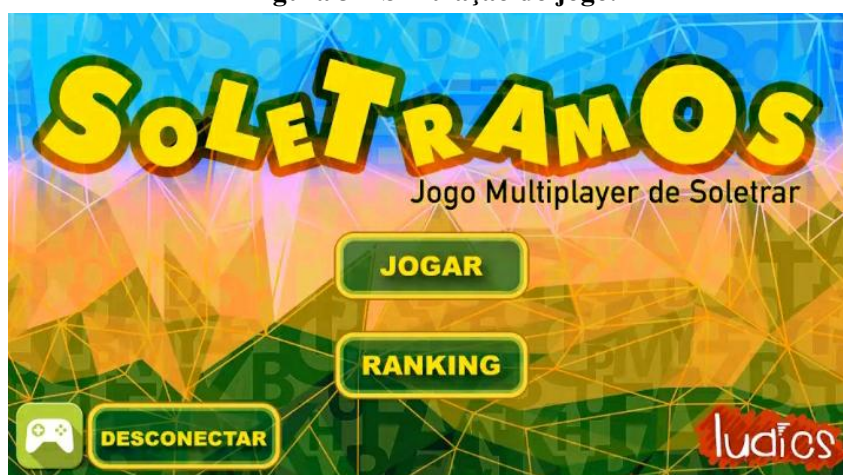 SOLETRAMOS
Jogo Multiplayer de Soletrar
JOGAR
RANKING
DESCONECTAR
ludics